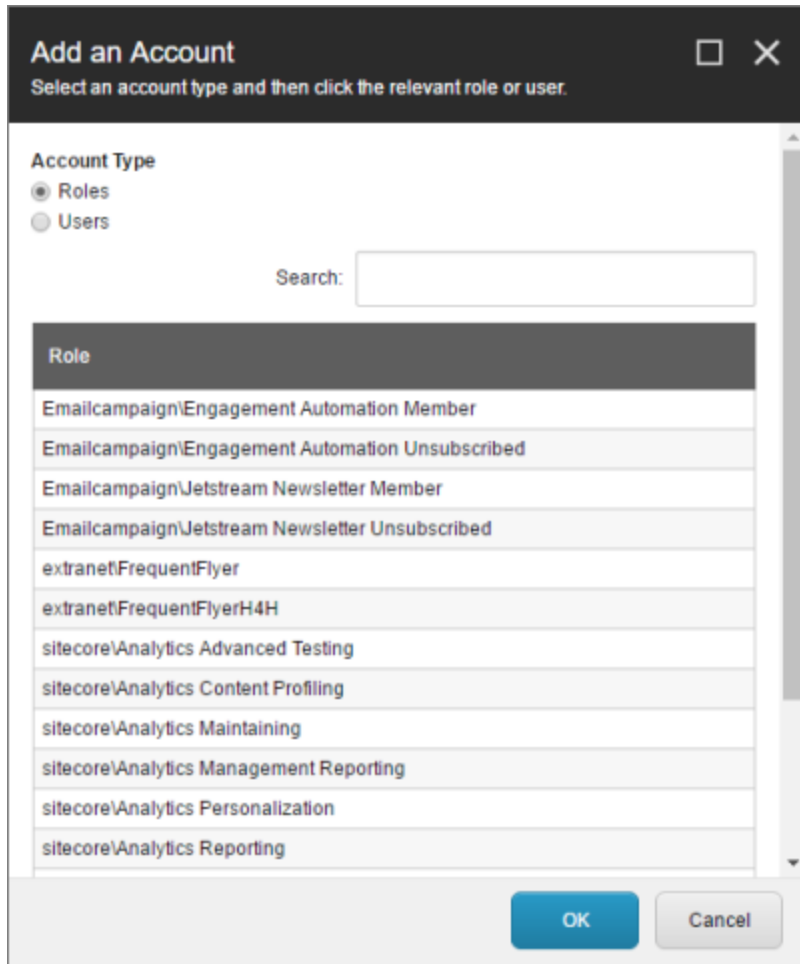 Add an Account
Select an account type and then click the relevant role or user.
Account Type
Roles
Users
Search:
Role
Emailcampaign\Engagement Automation Member
Emailcampaign\Engagement Automation Unsubscribed
Emailcampaign\Jetstream Newsletter Member
Emailcampaign\Jetstream Newsletter Unsubscribed
extranet\FrequentFlyer
extranet\FrequentFlyerH4H
sitecore\Analytics Advanced Testing
sitecore\Analytics Content Profiling
sitecore\Analytics Maintaining
sitecore\Analytics Management Reporting
sitecore\Analytics Personalization
sitecore\Analytics Reporting
OK
Cancel